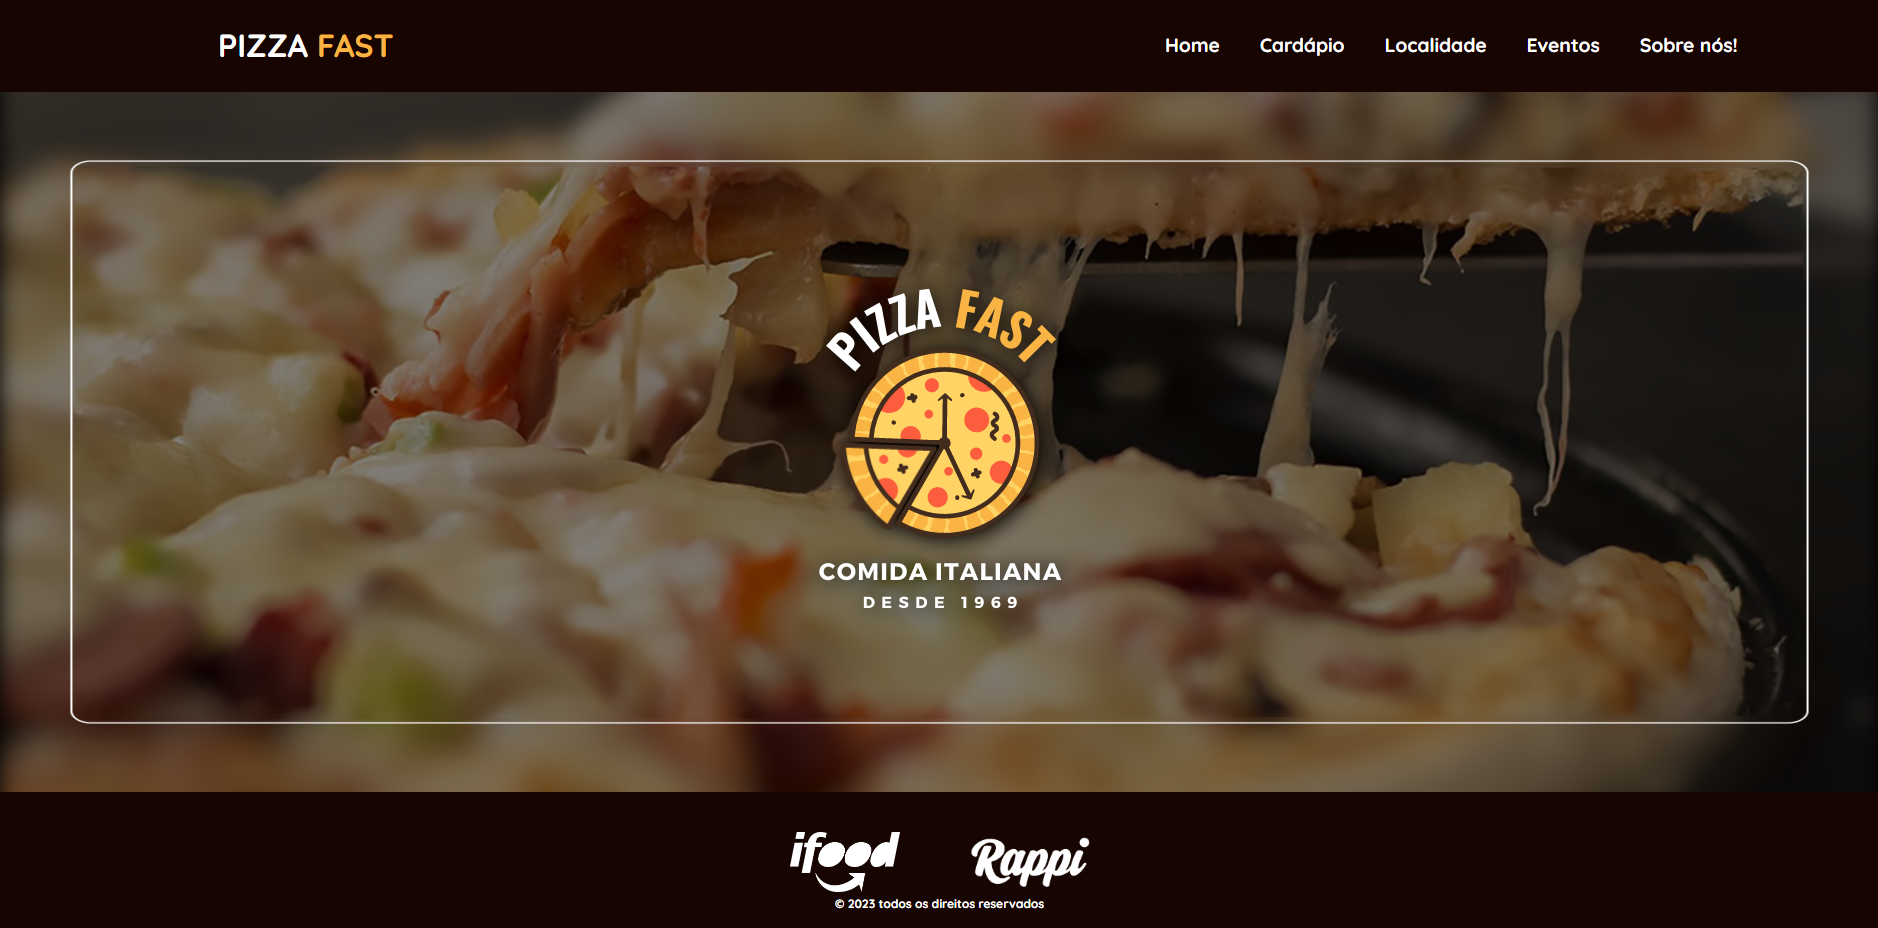 PIZZA FAST
Home Cardápio Localidade Eventos Sobre nós!
PIZZA FAST
COMIDA ITALIANA
DESDE 1969
ifood Rappi
© 2023 todos os direitos reservados